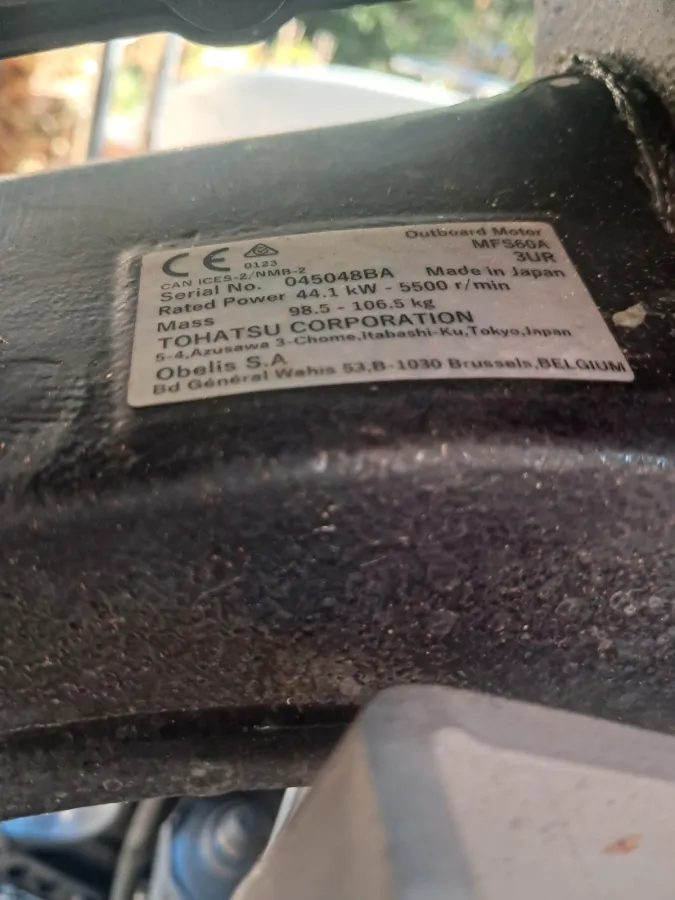 CE 0123
Outboard Motor
MFS60A
3UR
CAN ICES-2/NMB-2
Serial No. 045048BA Made in Japan
Rated Power 44.1 kW - 5500 r/min
Mass 98.5 - 106.5 kg
TOHATSU CORPORATION
5-4,Azusawa 3-Chome,Itabashi-Ku,Tokyo,Japan
Obelis S.A
Bd Général Wahis 53,B-1030 Brussels,BELGIUM